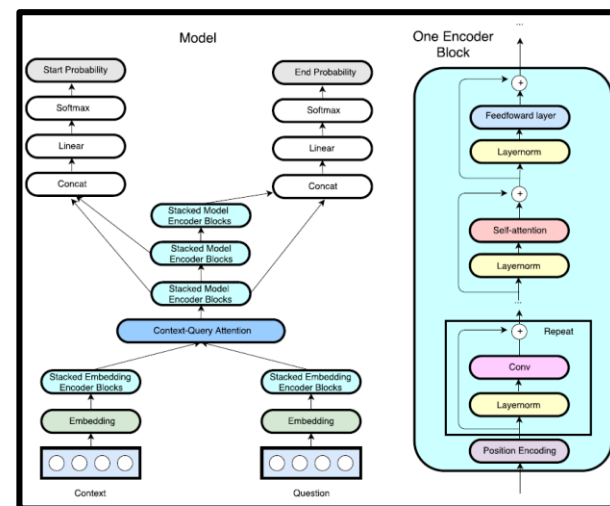 Model
One Encoder
Block
Start Probability
End Probability
Softmax
Softmax
Linear
Linear
Concat
Concat
Stacked Model
Encoder Blocks
Stacked Model
Encoder Blocks
Stacked Model
Encoder Blocks
Context-Query Attention
Stacked Embedding
Encoder Blocks
Stacked Embedding
Encoder Blocks
Embedding
Embedding
Context
Question
...
+
Feedfoward layer
Layernorm
+
Self-attention
Layernorm
...
+
Repeat
Conv
Layernorm
Position Encoding